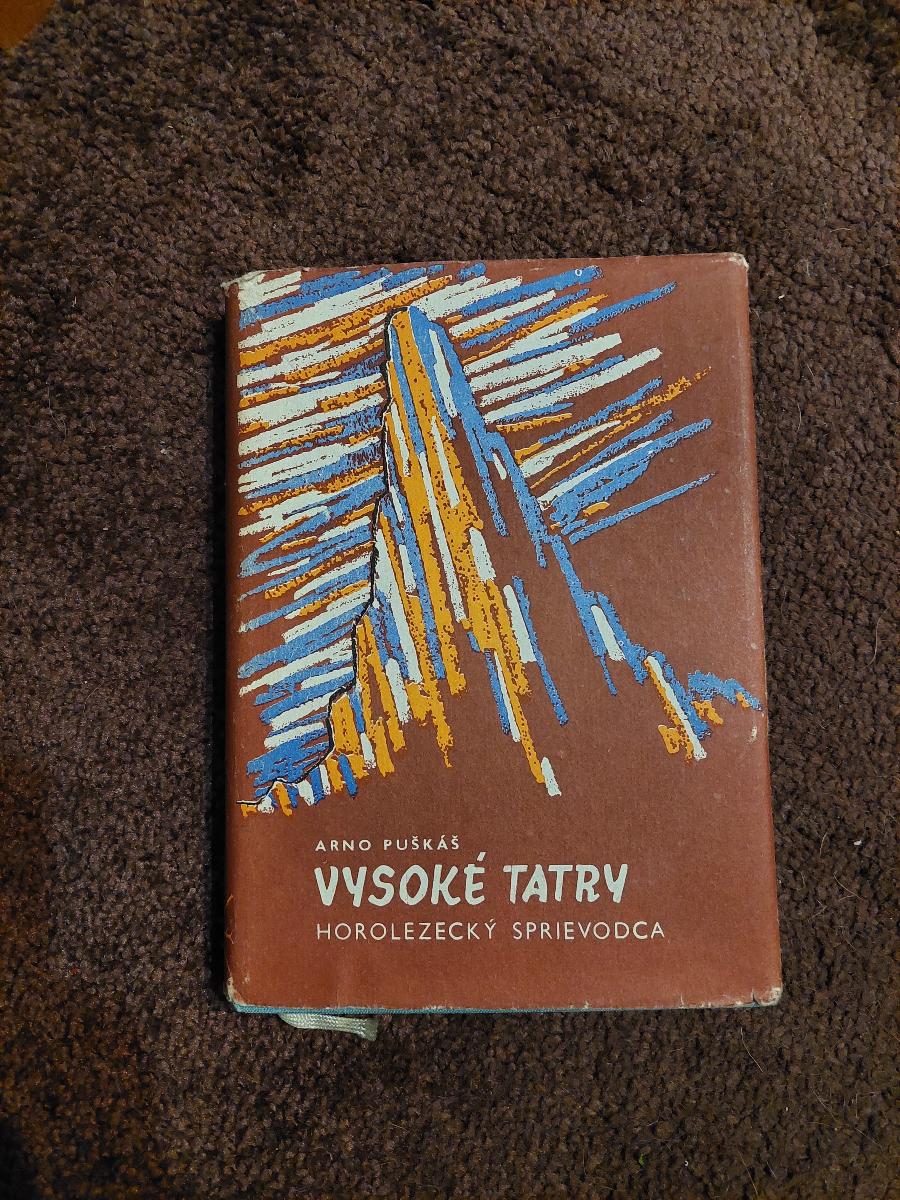 ARNO PUŠKÁŠ
VYSOKÉ TATRY
HOROLEZECKÝ SPRIEVODCA